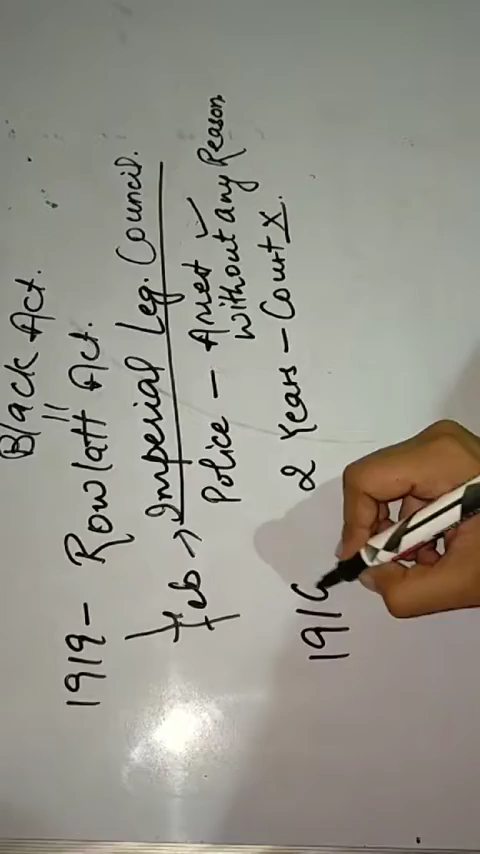 Black Act.
||
1919 - Rowlatt Act.
Feb → Imperial Leg. Council.
Police - Arrest ✓
without any Reason
2 Years - Court X.
191